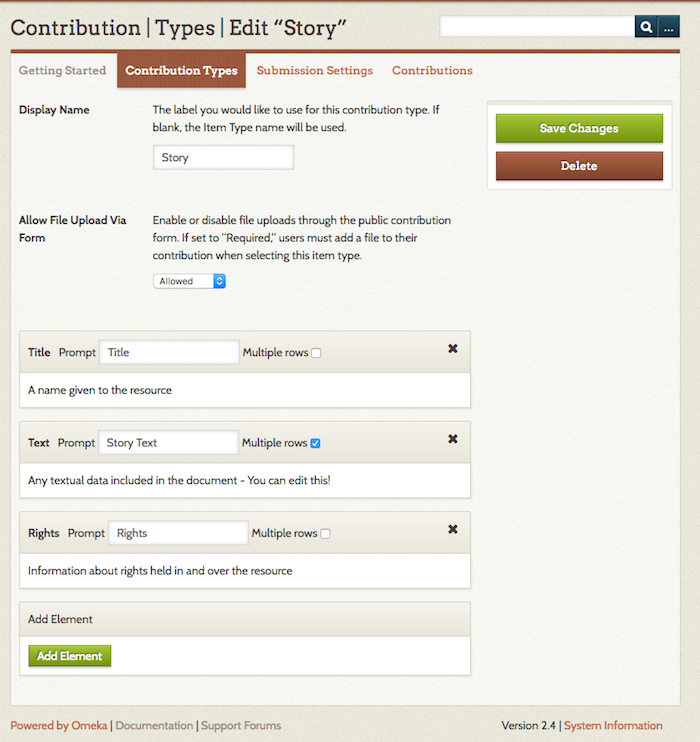 Contribution | Types | Edit “Story”
...
Getting Started
Contribution Types
Submission Settings
Contributions
Display Name
The label you would like to use for this contribution type. If
blank, the Item Type name will be used.
Story
Save Changes
Delete
Allow File Upload Via
Form
Enable or disable file uploads through the public contribution
form. If set to "Required," users must add a file to their
contribution when selecting this item type.
Allowed
Title Prompt Title Multiple rows
A name given to the resource
Text Prompt Story Text Multiple rows
Any textual data included in the document - You can edit this!
Rights Prompt Rights Multiple rows
Information about rights held in and over the resource
Add Element
Add Element
Powered by Omeka | Documentation | Support Forums
Version 2.4 | System Information